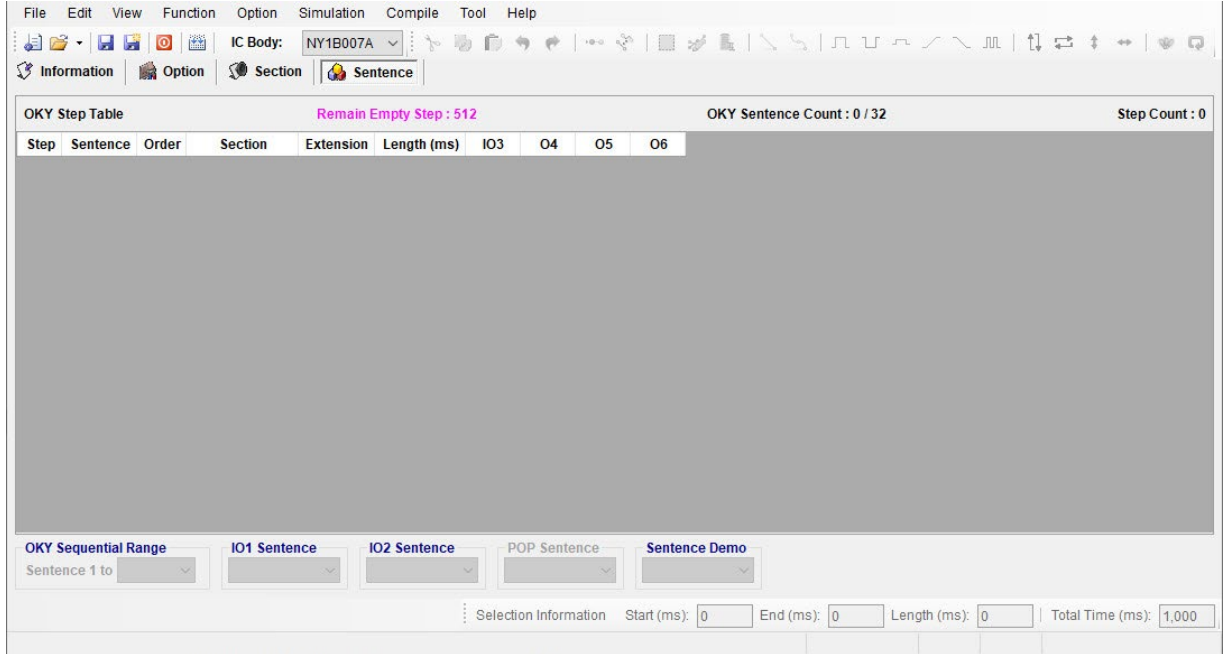 File Edit View Function Option Simulation Compile Tool Help
IC Body: NY1B007A
Information Option Section Sentence
OKY Step Table Remain Empty Step : 512 OKY Sentence Count : 0 / 32 Step Count : 0
Step Sentence Order Section Extension Length (ms) IO3 O4 O5 O6
OKY Sequential Range IO1 Sentence IO2 Sentence POP Sentence Sentence Demo
Sentence 1 to
Selection Information Start (ms): 0 End (ms): 0 Length (ms): 0 Total Time (ms): 1,000